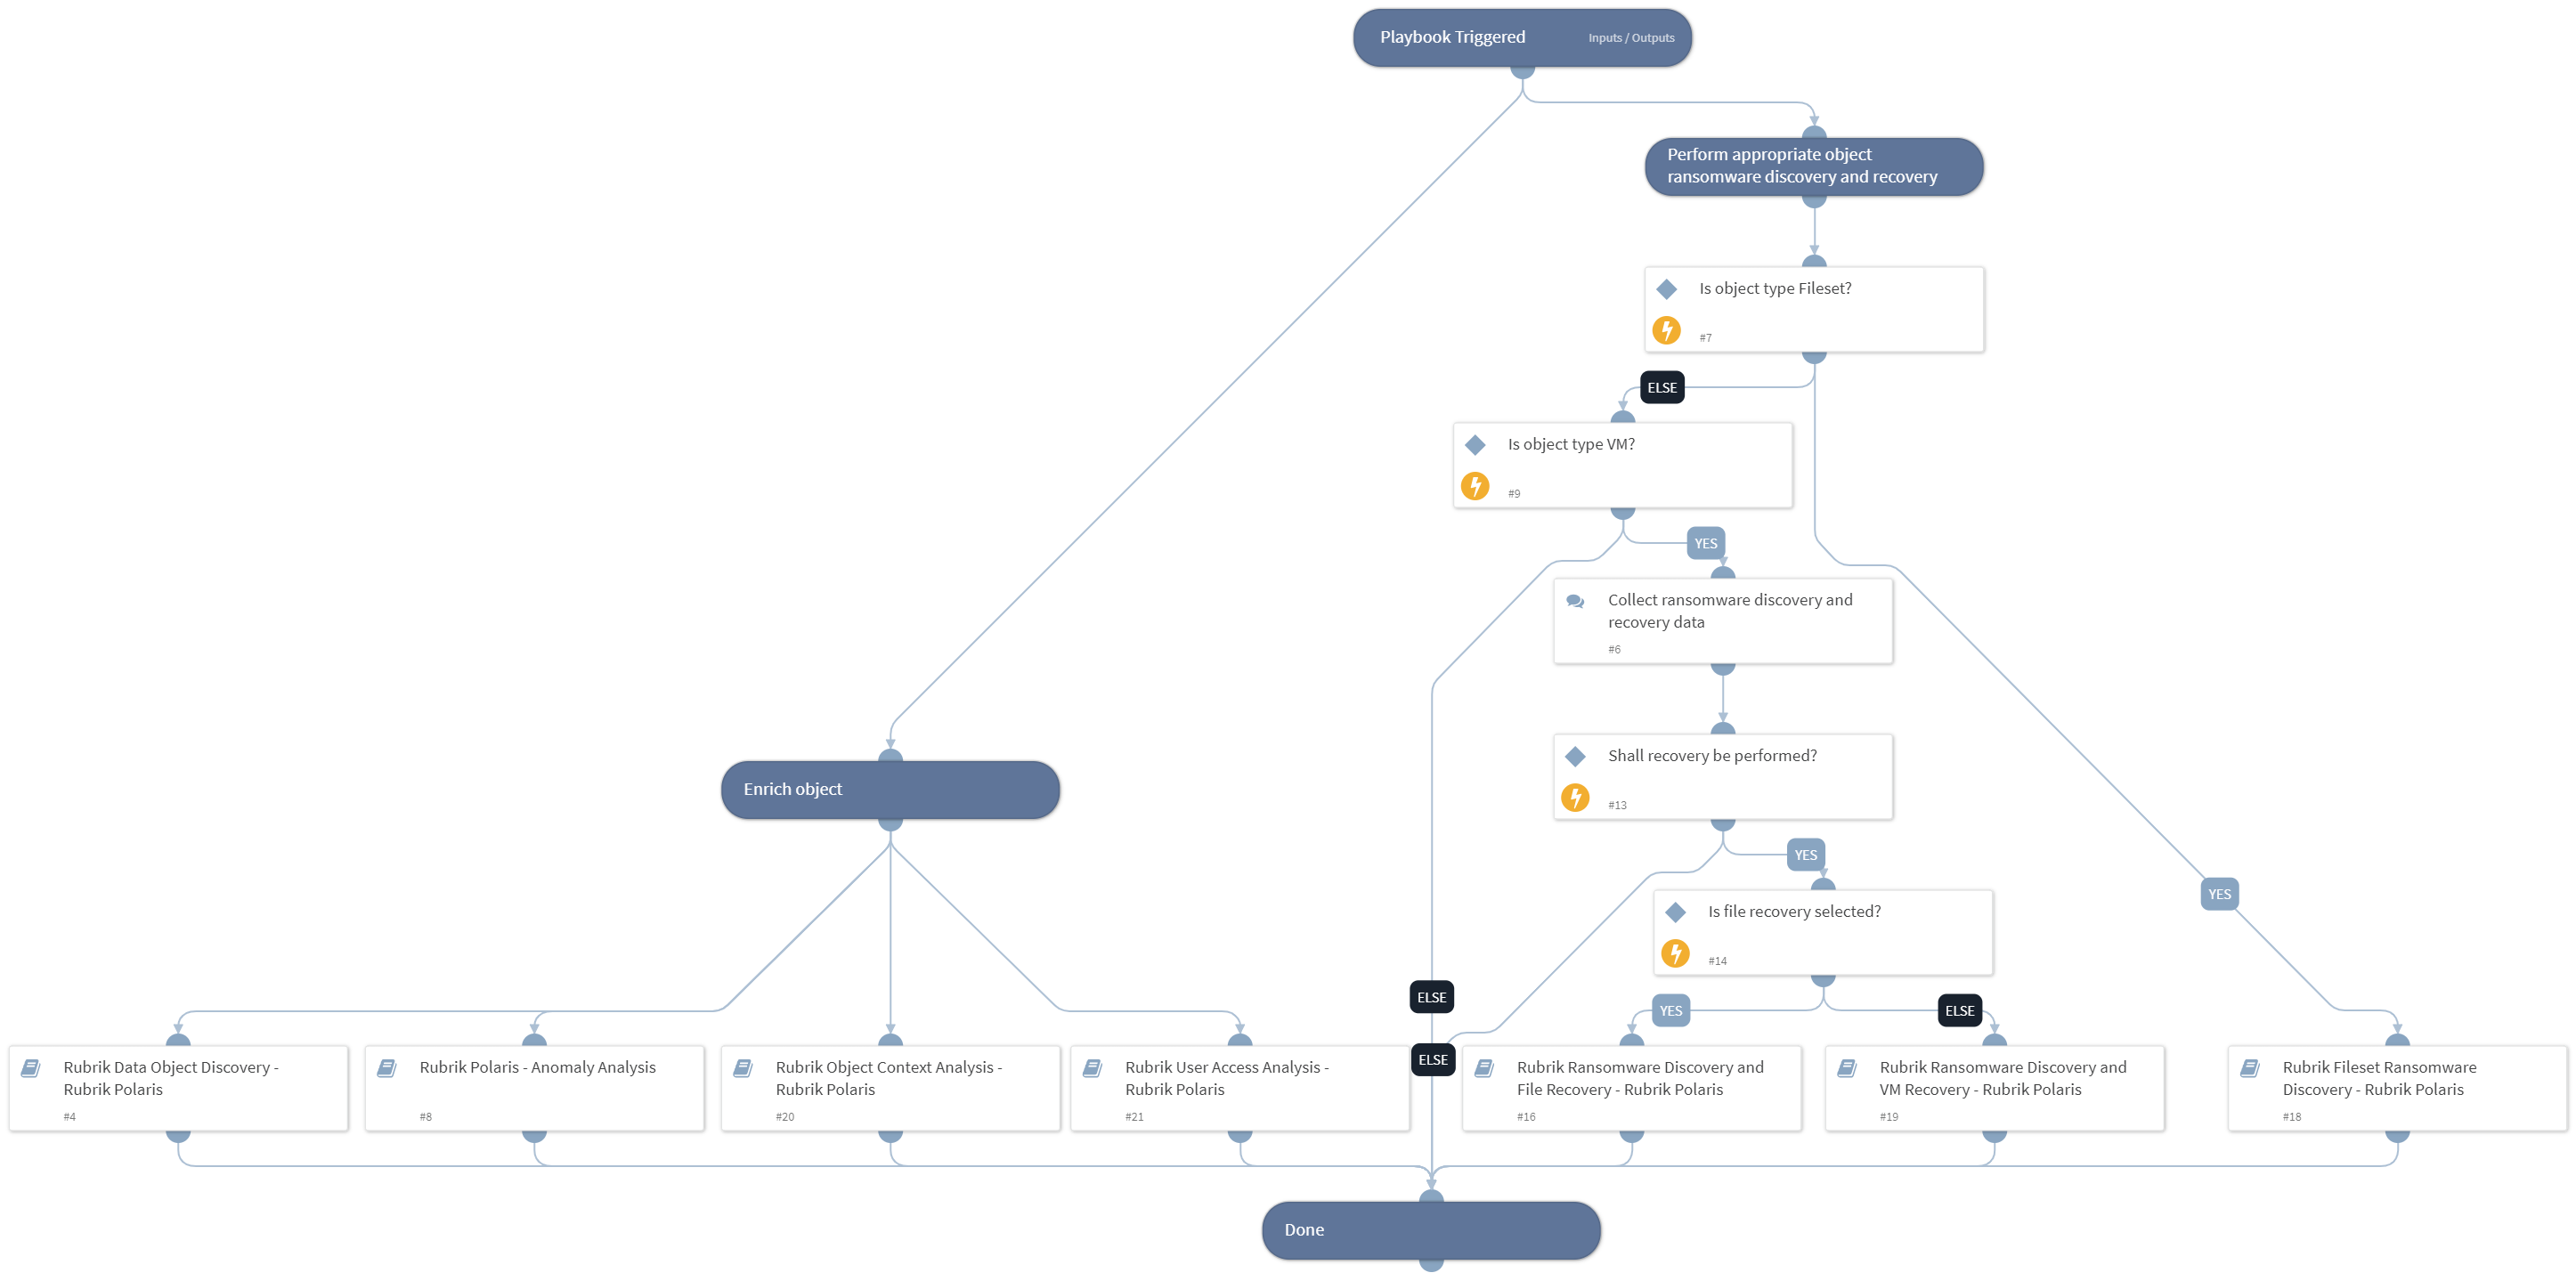 Playbook Triggered
Inputs / Outputs
Perform appropriate object
ransomware discovery and recovery
Is object type Fileset?
#7
ELSE
Is object type VM?
#9
YES
Collect ransomware discovery and
recovery data
#6
Shall recovery be performed?
#13
Enrich object
YES
YES
Is file recovery selected?
#14
ELSE
YES
ELSE
ELSE
Rubrik Data Object Discovery -
Rubrik Polaris
#4
Rubrik Polaris - Anomaly Analysis
#8
Rubrik Object Context Analysis -
Rubrik Polaris
#20
Rubrik User Access Analysis -
Rubrik Polaris
#21
Rubrik Ransomware Discovery and
File Recovery - Rubrik Polaris
#16
Rubrik Ransomware Discovery and
VM Recovery - Rubrik Polaris
#19
Rubrik Fileset Ransomware
Discovery - Rubrik Polaris
#18
Done